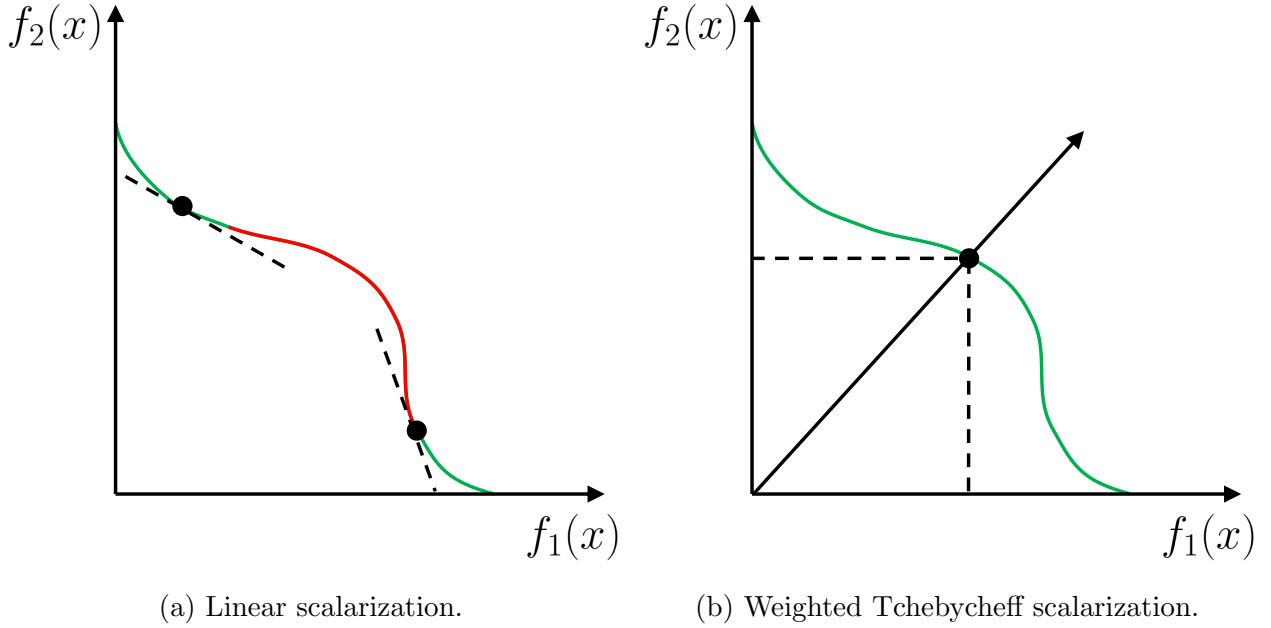 f₂(x)
f₁(x)
(a) Linear scalarization.
f₂(x)
f₁(x)
(b) Weighted Tchebycheff scalarization.